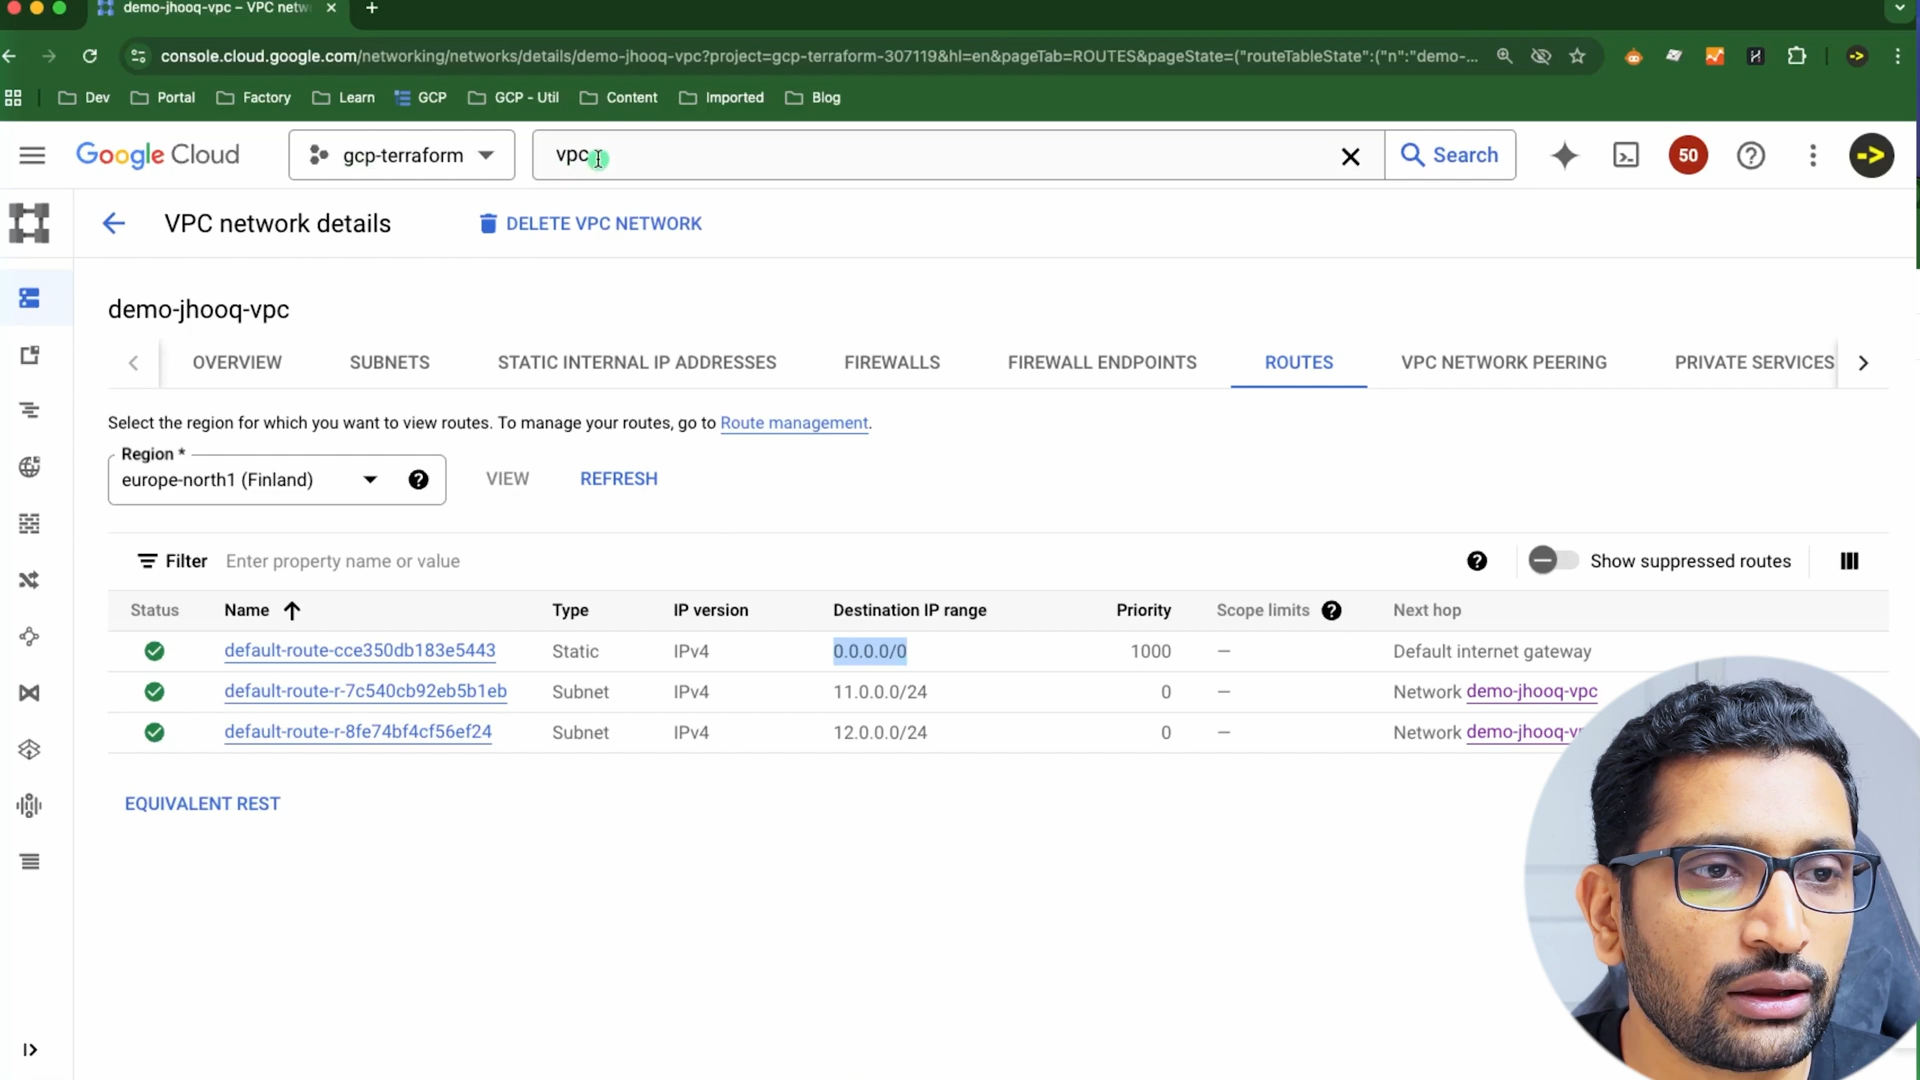 demo-jhooq-vpc – VPC netw
console.cloud.google.com/networking/networks/details/demo-jhooq-vpc?project=gcp-terraform-307119&hl=en&pageTab=ROUTES&pageState=("routeTableState":("n":"demo-...
Dev Portal Factory Learn GCP GCP - Util Content Imported Blog
Google Cloud gcp-terraform vpc Search 50
VPC network details DELETE VPC NETWORK
demo-jhooq-vpc
OVERVIEW SUBNETS STATIC INTERNAL IP ADDRESSES FIREWALLS FIREWALL ENDPOINTS ROUTES VPC NETWORK PEERING PRIVATE SERVICES
Select the region for which you want to view routes. To manage your routes, go to Route management.
Region *
europe-north1 (Finland) VIEW REFRESH
Filter Enter property name or value Show suppressed routes
Status Name Type IP version Destination IP range Priority Scope limits Next hop
default-route-cce350db183e5443 Static IPv4 0.0.0.0/0 1000 — Default internet gateway
default-route-r-7c540cb92eb5b1eb Subnet IPv4 11.0.0.0/24 0 — Network demo-jhooq-vpc
default-route-r-8fe74bf4cf56ef24 Subnet IPv4 12.0.0.0/24 0 — Network demo-jhooq-vp
EQUIVALENT REST